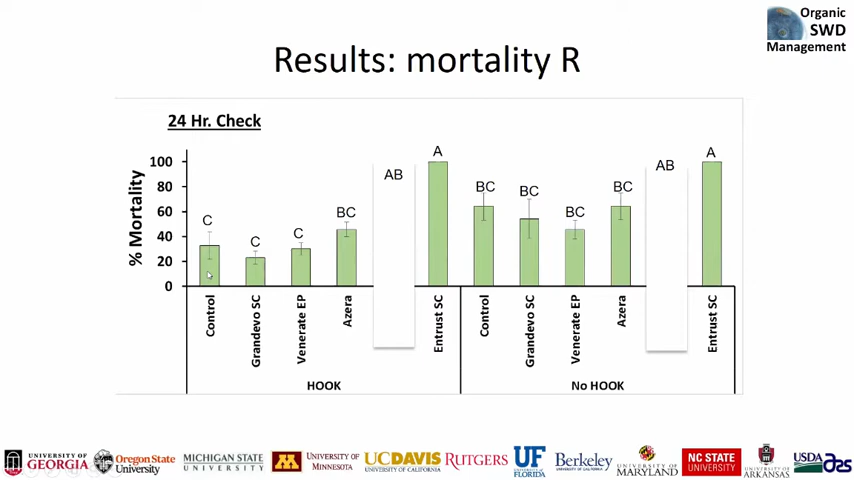 Organic
SWD
Management
Results: mortality R
24 Hr. Check
% Mortality
100
80
60
40
20
0
C
C
C
BC
AB
A
BC
BC
BC
BC
AB
A
Control
Grandevo SC
Venerate EP
Azera
Entrust SC
Control
Grandevo SC
Venerate EP
Azera
Entrust SC
HOOK
No HOOK
UNIVERSITY OF
GEORGIA
Oregon State
University
MICHIGAN STATE
UNIVERSITY
M
UNIVERSITY OF
MINNESOTA
UCDAVIS
UNIVERSITY OF CALIFORNIA
RUTGERS
UF
UNIVERSITY of
FLORIDA
Berkeley
UNIVERSITY OF CALIFORNIA
UNIVERSITY OF
MARYLAND
NC STATE
UNIVERSITY
UNIVERSITY OF
ARKANSAS
USDA
ars